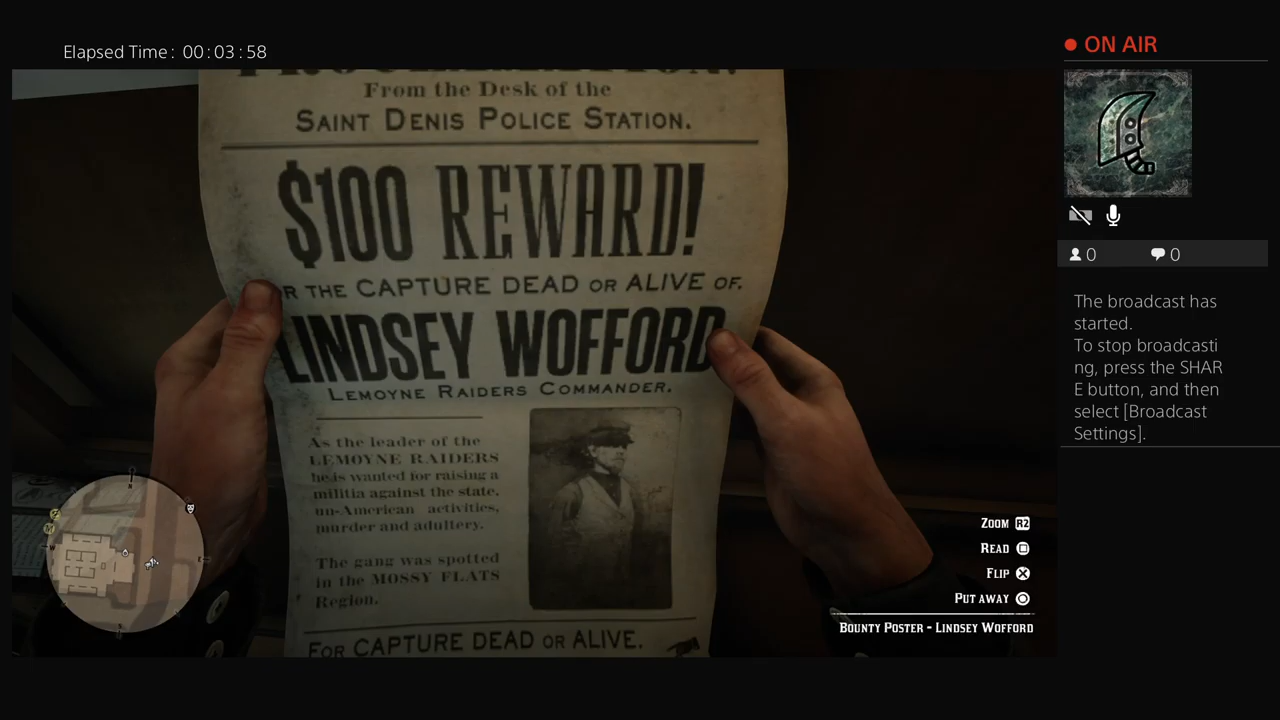 Elapsed Time: 00:03:58
ON AIR
From the Desk of the
SAINT DENIS POLICE STATION.
$100 REWARD!
R THE CAPTURE DEAD OR ALIVE OF.
LINDSEY WOFFORD
LEMOYNE RAIDERS COMMANDER.
As the leader of the
LEMOYNE RAIDERS
he is wanted for raising a
militia against the state.
un-American activities,
murder and adultery.
The gang was spotted
in the MOSSY FLATS
Region.
FOR CAPTURE DEAD OR ALIVE.
ZOOM R2
READ
FLIP
PUT AWAY
BOUNTY POSTER - LINDSEY WOFFORD
0 0
The broadcast has
started.
To stop broadcasti
ng, press the SHAR
E button, and then
select [Broadcast
Settings].